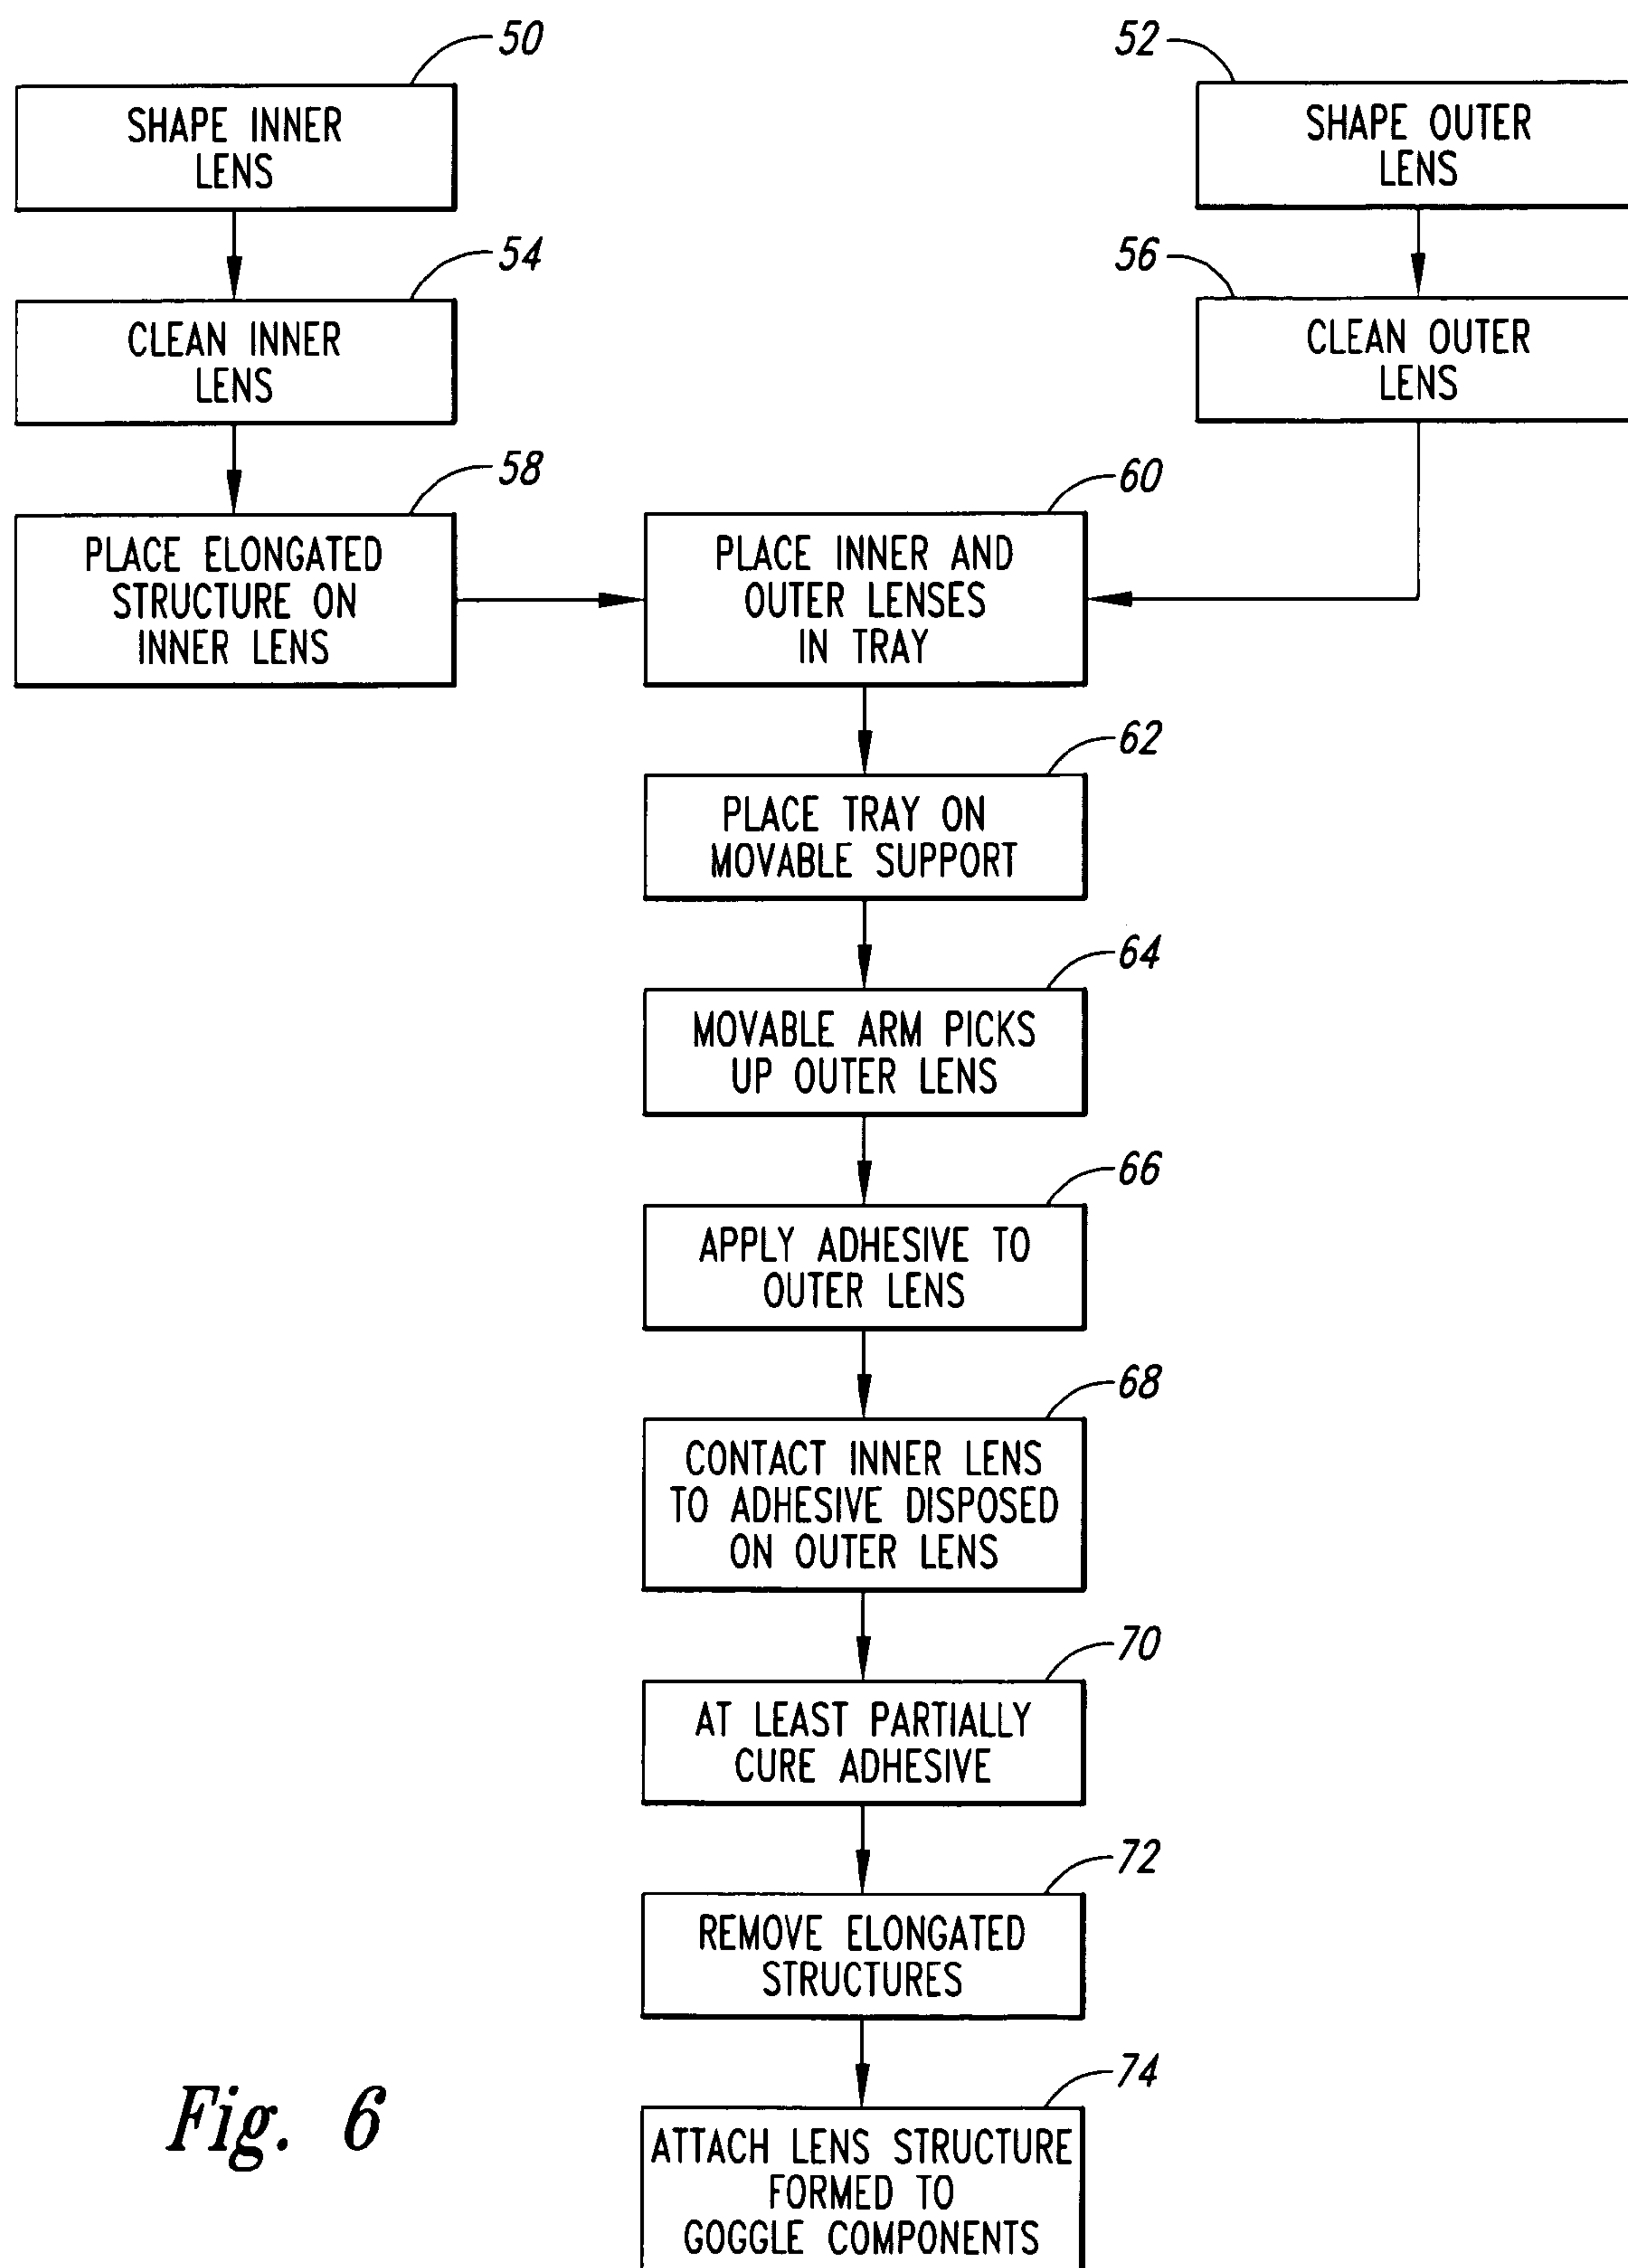 50
SHAPE INNER
LENS
52
SHAPE OUTER
LENS
54
CLEAN INNER
LENS
56
CLEAN OUTER
LENS
58
PLACE ELONGATED
STRUCTURE ON
INNER LENS
60
PLACE INNER AND
OUTER LENSES
IN TRAY
62
PLACE TRAY ON
MOVABLE SUPPORT
64
MOVABLE ARM PICKS
UP OUTER LENS
66
APPLY ADHESIVE TO
OUTER LENS
68
CONTACT INNER LENS
TO ADHESIVE DISPOSED
ON OUTER LENS
70
AT LEAST PARTIALLY
CURE ADHESIVE
72
REMOVE ELONGATED
STRUCTURES
74
ATTACH LENS STRUCTURE
FORMED TO
GOGGLE COMPONENTS
Fig. 6